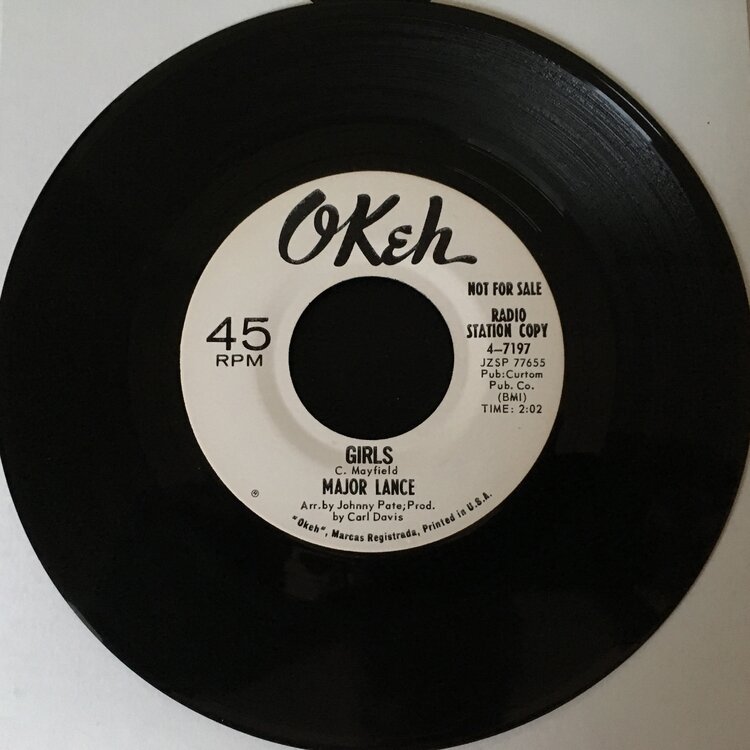 OKeh
NOT FOR SALE
45
RPM
RADIO
STATION COPY
4–7197
JZSP 77655
Pub:Curtom
Pub. Co.
(BMI)
TIME: 2:02
GIRLS
C. Mayfield
MAJOR LANCE
Arr.by Johnny Pate;Prod.
by Carl Davis
℗
"Okeh", Marcas Registrada, Printed in U.S.A.